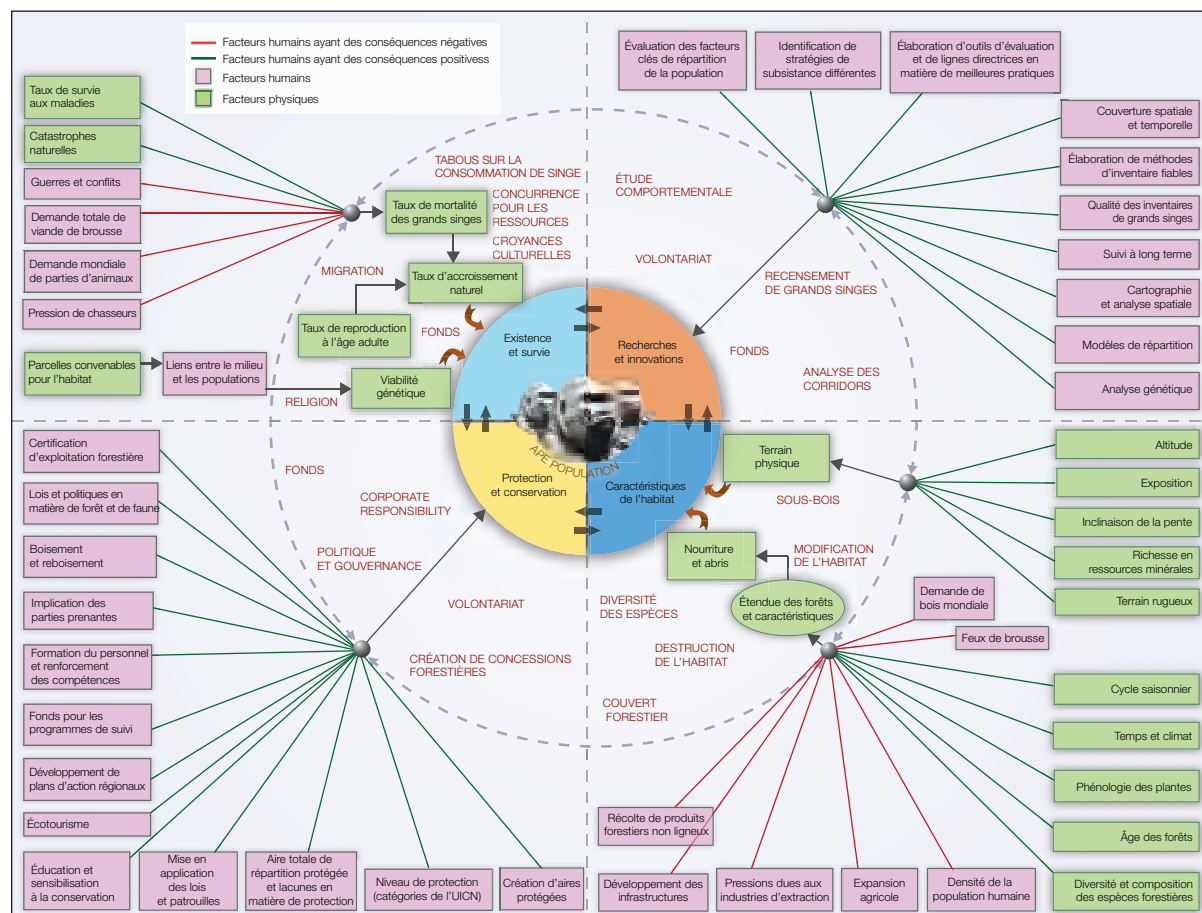 Facteurs humains ayant des conséquences négatives
Facteurs humains ayant des conséquences positivess
Facteurs humains
Facteurs physiques
Taux de survie
aux maladies
Catastrophes
naturelles
Guerres et conflits
Demande totale de
viande de brousse
Demande mondiale
de parties d'animaux
Pression de chasseurs
Parcelles convenables
pour l'habitat
Liens entre le milieu
et les populations
TABOUS SUR LA
CONSOMMATION DE SINGE
Taux de mortalité
des grands singes
CONCURRENCE
POUR LES
RESSOURCES
CROYANCES
CULTURELLES
MIGRATION
Taux d'accroissement
naturel
Taux de reproduction
à l'âge adulte
FONDS
Viabilité
génétique
RELIGION
Existence
et survie
Évaluation des facteurs
clés de répartition
de la population
Identification de
stratégies de
subsistance différentes
Élaboration d'outils d'évaluation
et de lignes directrices en
matière de meilleures pratiques
Couverture spatiale
et temporelle
Élaboration de méthodes
d'inventaire fiables
Qualité des inventaires
de grands singes
Suivi à long terme
Cartographie
et analyse spatiale
Modèles de répartition
Analyse génétique
ÉTUDE
COMPORTEMENTALE
VOLONTARIAT
RECENSEMENT
DE GRANDS SINGES
FONDS
ANALYSE DES
CORRIDORS
Recherches
et innovations
APE POPULATION
Protection
et conservation
Caractéristiques
de l'habitat
Certification
d'exploitation forestière
Lois et politiques en
matière de forêt et de faune
Boisement
et reboisement
Implication des
parties prenantes
Formation du personnel
et renforcement
des compétences
Fonds pour les
programmes de suivi
Développement de
plans d'action régionaux
Écotourisme
Éducation et
sensibilisation
à la conservation
Mise en
application
des lois
et patrouilles
Aire totale de
répartition protégée
et lacunes en
matière de protection
Niveau de protection
(catégories de l'UICN)
Création d'aires
protégées
FONDS
CORPORATE
RESPONSIBILITY
POLITIQUE
ET GOUVERNANCE
VOLONTARIAT
CRÉATION DE CONCESSIONS
FORESTIÈRES
Terrain
physique
SOUS-BOIS
Nourriture
et abris
MODIFICATION
DE L'HABITAT
Étendue des forêts
et caractéristiques
DIVERSITÉ
DES ESPÈCES
DESTRUCTION
DE L'HABITAT
COUVERT
FORESTIER
Altitude
Exposition
Inclinaison de la pente
Richesse en
ressources minérales
Terrain rugueux
Demande de
bois mondiale
Feux de brousse
Cycle saisonnier
Temps et climat
Phénologie des plantes
Âge des forêts
Diversité et composition
des espèces forestières
Récolte de produits
forestiers non ligneux
Développement des
infrastructures
Pressions dues aux
industries d'extraction
Expansion
agricole
Densité de la
population humaine